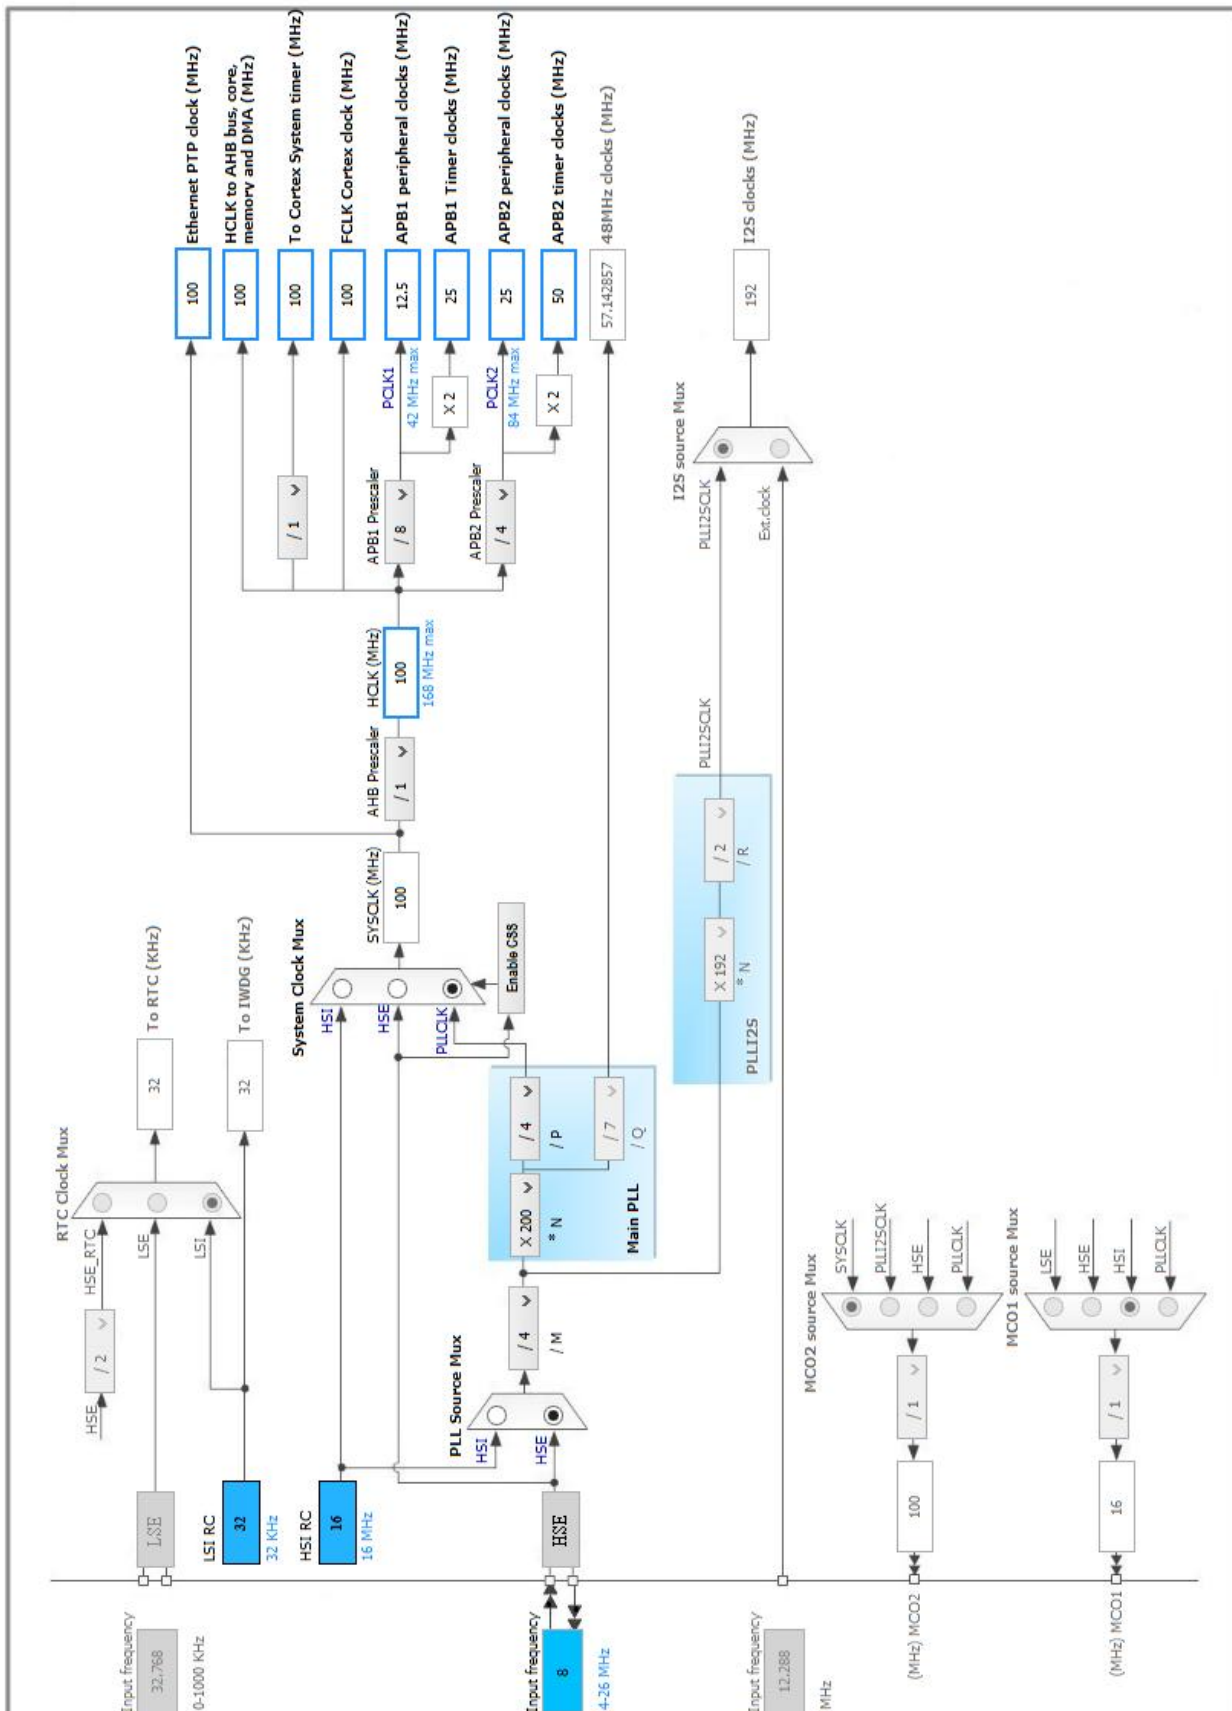 Input frequency
32.768
0-1000 KHz
LSE
HSE
/ 2
HSE_RTC
RTC Clock Mux
LSE
LSI
32
To RTC (KHz)
LSI RC
32
32 KHz
32
To IWDG (KHz)
HSI RC
16
16 MHz
System Clock Mux
HSI
HSE
PLLCLK
Enable CSS
SYSCLK (MHz)
100
AHB Prescaler
/ 1
HCLK (MHz)
100
168 MHz max
100
Ethernet PTP clock (MHz)
100
HCLK to AHB bus, core,
memory and DMA (MHz)
/ 1
100
To Cortex System timer (MHz)
100
FCLK Cortex clock (MHz)
APB1 Prescaler
/ 8
PCLK1
42 MHz max
12.5
APB1 peripheral clocks (MHz)
X 2
25
APB1 Timer clocks (MHz)
APB2 Prescaler
/ 4
PCLK2
84 MHz max
25
APB2 peripheral clocks (MHz)
X 2
50
APB2 timer clocks (MHz)
57.142857
48MHz clocks (MHz)
Input frequency
8
4-26 MHz
HSE
PLL Source Mux
HSI
HSE
/ 4
/ M
X 200
* N
/ 4
/ P
/ 7
/ Q
Main PLL
PLLI2S
X 192
* N
/ 2
/ R
PLLI2SCLK
I2S source Mux
PLLI2SCLK
Ext.clock
192
I2S clocks (MHz)
Input frequency
12.288
MHz
MCO2 source Mux
SYSCLK
PLLI2SCLK
HSE
PLLCLK
/ 1
100
(MHz) MCO2
MCO1 source Mux
LSE
HSE
HSI
PLLCLK
/ 1
16
(MHz) MCO1